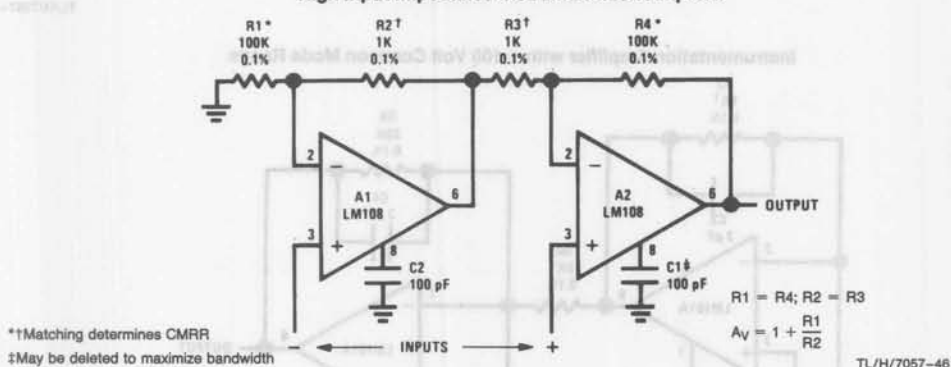 R1* R2† R3† R4*
100K 1K 1K 100K
0.1% 0.1% 0.1% 0.1%
2 2
− −
A1 6 A2 6 OUTPUT
LM108 LM108
3 + 8 3 + 8
C2 C1‡
100 pF 100 pF
R1 = R4; R2 = R3
AV = 1 + R1
R2
*†Matching determines CMRR
− INPUTS +
‡May be deleted to maximize bandwidth
TL/H/7057–46